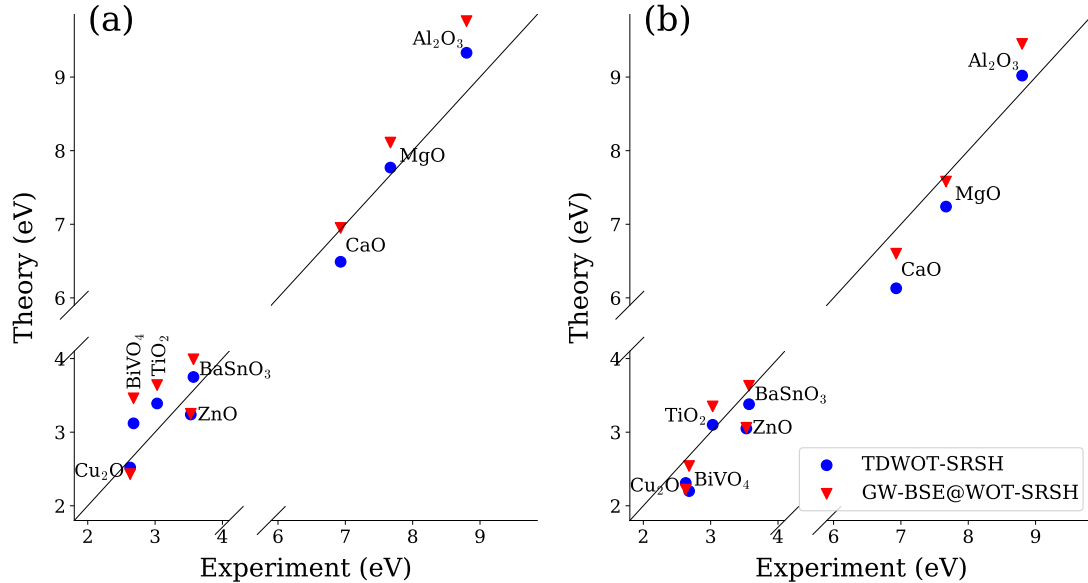 (a)
(b)
Theory (eV)
9
8
7
6
4
3
2
Al₂O₃
MgO
CaO
BiVO₄
TiO₂
BaSnO₃
ZnO
Cu₂O
2 3 4 6 7 8 9
Experiment (eV)
Theory (eV)
9
8
7
6
4
3
2
Al₂O₃
MgO
CaO
BaSnO₃
TiO₂
ZnO
Cu₂O
BiVO₄
TDWOT-SRSH
GW-BSE@WOT-SRSH
2 3 4 6 7 8 9
Experiment (eV)